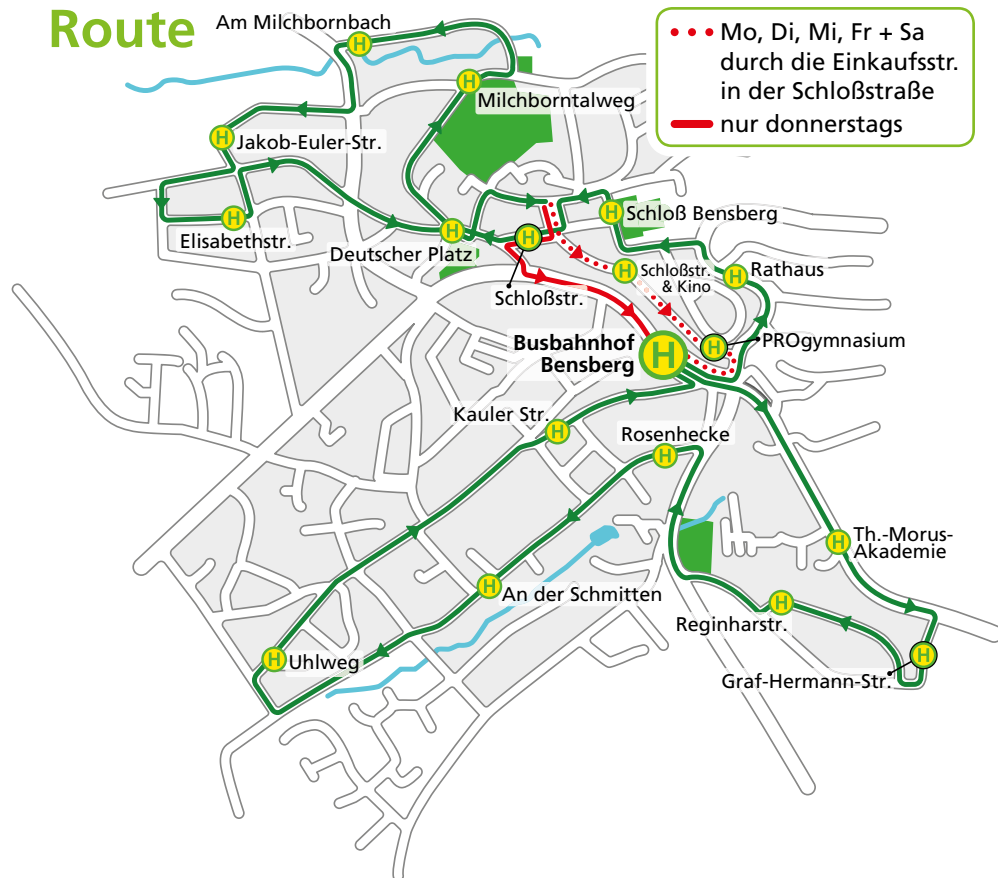 Route
Mo, Di, Mi, Fr + Sa
durch die Einkaufsstr.
in der Schloßstraße
nur donnerstags
Am Milchbornbach
H
H
Milchborntalweg
H
Jakob-Euler-Str.
H
Elisabethstr.
H
Deutscher Platz
H
Schloßstr.
H
Schloß Bensberg
H
Schloßstr.
& Kino
H
Rathaus
H
PROgymnasium
Busbahnhof
Bensberg
H
Kauler Str.
H
Rosenhecke
H
H
Th.-Morus-
Akademie
H
An der Schmitten
H
Reginharstr.
H
Uhlweg
H
Graf-Hermann-Str.